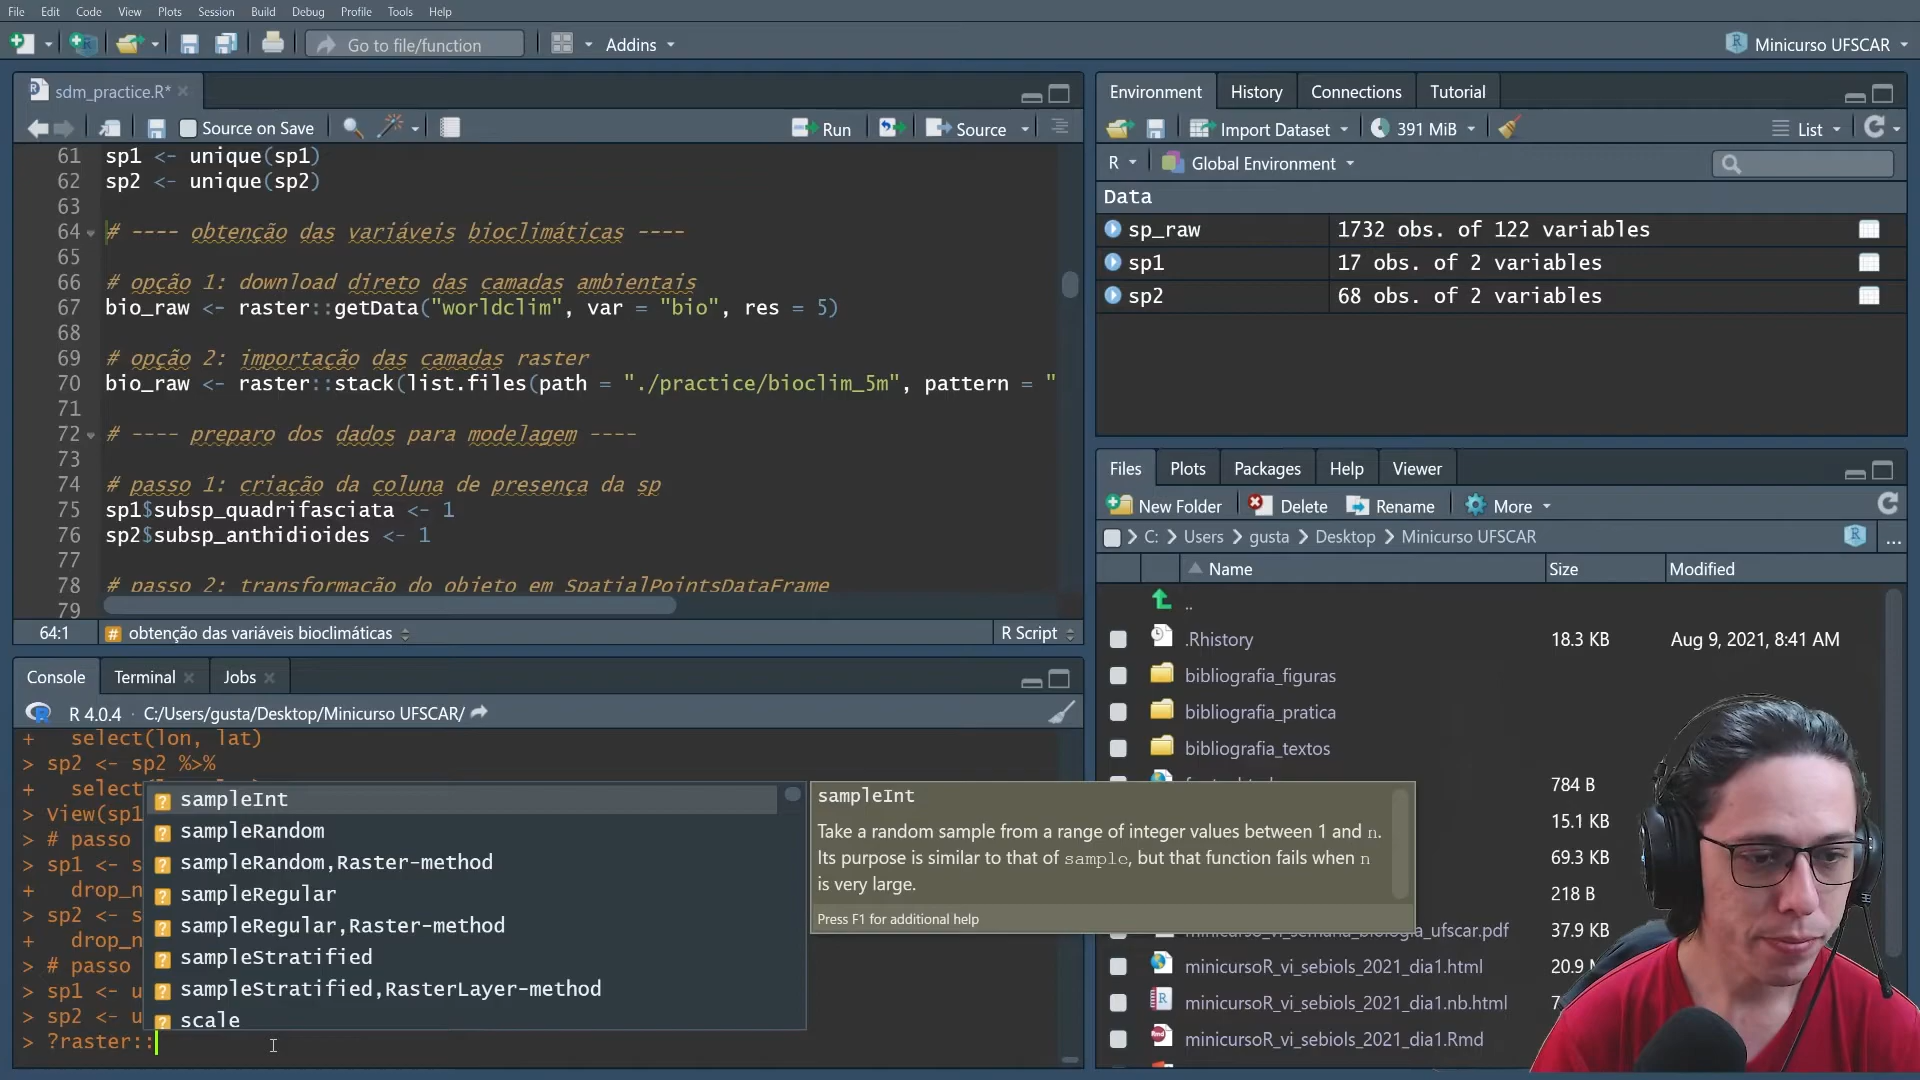 File Edit Code View Plots Session Build Debug Profile Tools Help
Go to file/function
Addins
Minicurso UFSCAR
sdm_practice.R*
Source on Save
Run
Source
61 sp1 <- unique(sp1)
62 sp2 <- unique(sp2)
63
64 # ---- obtenção das variáveis bioclimáticas ----
65
66 # opção 1: download direto das camadas ambientais
67 bio_raw <- raster::getData("worldclim", var = "bio", res = 5)
68
69 # opção 2: importação das camadas raster
70 bio_raw <- raster::stack(list.files(path = "./practice/bioclim_5m", pattern = "
71
72 # ---- preparo dos dados para modelagem ----
73
74 # passo 1: criação da coluna de presença da sp
75 sp1$subsp_quadrifasciata <- 1
76 sp2$subsp_anthidioides <- 1
77
78 # passo 2: transformação do objeto em SpatialPointsDataFrame
79
64:1 obtenção das variáveis bioclimáticas R Script
Console Terminal Jobs
R 4.0.4 · C:/Users/gusta/Desktop/Minicurso UFSCAR/
+ select(lon, lat)
> sp2 <- sp2 %>%
+ select
> View(sp1
> # passo
> sp1 <- s
+ drop_n
> sp2 <- s
+ drop_n
> # passo
> sp1 <- u
> sp2 <- u
> ?raster::
sampleInt
sampleRandom
sampleRandom,Raster-method
sampleRegular
sampleRegular,Raster-method
sampleStratified
sampleStratified,RasterLayer-method
scale
sampleInt
Take a random sample from a range of integer values between 1 and n.
Its purpose is similar to that of sample, but that function fails when n
is very large.
Press F1 for additional help
Environment History Connections Tutorial
Import Dataset 391 MiB List
R Global Environment
Data
sp_raw 1732 obs. of 122 variables
sp1 17 obs. of 2 variables
sp2 68 obs. of 2 variables
Files Plots Packages Help Viewer
New Folder Delete Rename More
C: Users gusta Desktop Minicurso UFSCAR ...
Name Size Modified
..
.Rhistory 18.3 KB Aug 9, 2021, 8:41 AM
bibliografia_figuras
bibliografia_pratica
bibliografia_textos
784 B
15.1 KB
69.3 KB
218 B
minicurso_vi_semana_biologia_ufscar.pdf 37.9 KB
minicursoR_vi_sebiols_2021_dia1.html 20.9
minicursoR_vi_sebiols_2021_dia1.nb.html
minicursoR_vi_sebiols_2021_dia1.Rmd